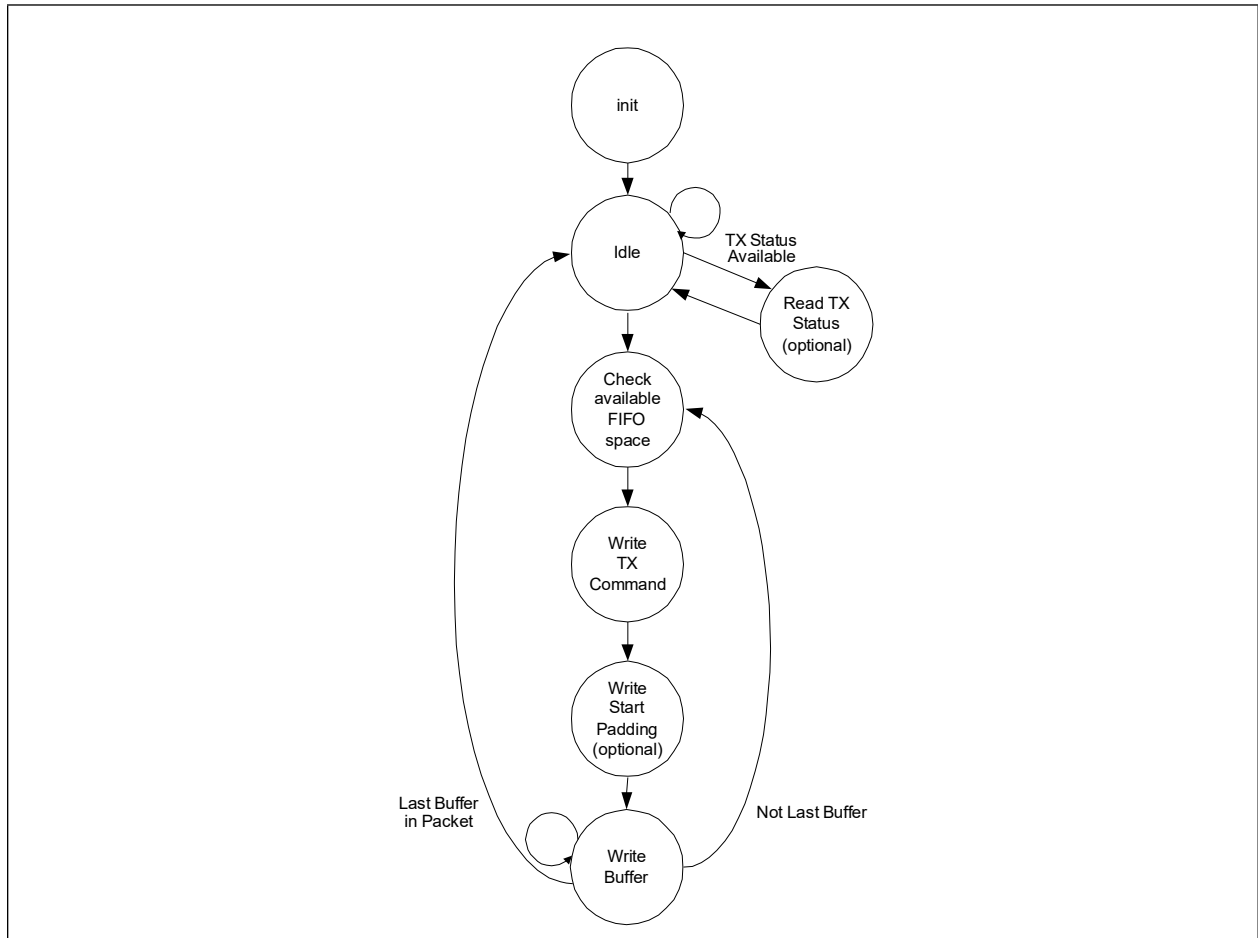 init
Idle
TX Status
Available
Read TX
Status
(optional)
Check
available
FIFO
space
Write
TX
Command
Write
Start
Padding
(optional)
Last Buffer
in Packet
Not Last Buffer
Write
Buffer